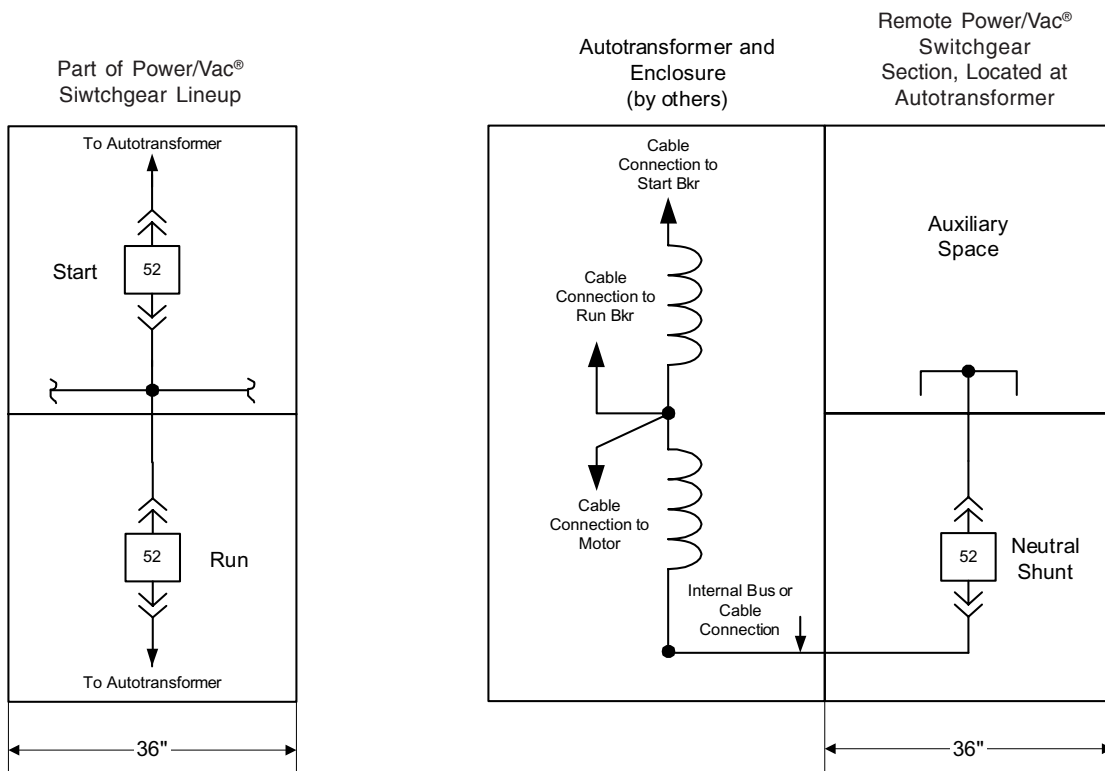 Part of Power/Vac®
Siwtchgear Lineup
To Autotransformer
Start
52
52
Run
To Autotransformer
36"
Autotransformer and
Enclosure
(by others)
Cable
Connection to
Start Bkr
Cable
Connection to
Run Bkr
Cable
Connection to
Motor
Internal Bus or
Cable
Connection
Remote Power/Vac®
Switchgear
Section, Located at
Autotransformer
Auxiliary
Space
52
Neutral
Shunt
36"